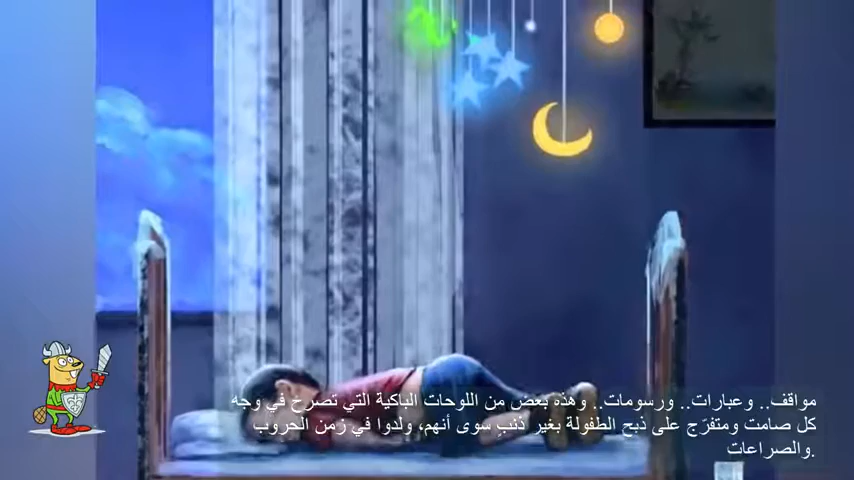 مواقف.. وعبارات.. ورسومات.. وهذه بعض من اللوحات الباكية التي تصرخ في وجه
كل صامت ومتفرّج على ذبح الطفولة بغير ذنبٍ سوى أنهم، ولدوا في زمن الحروب
والصراعات.